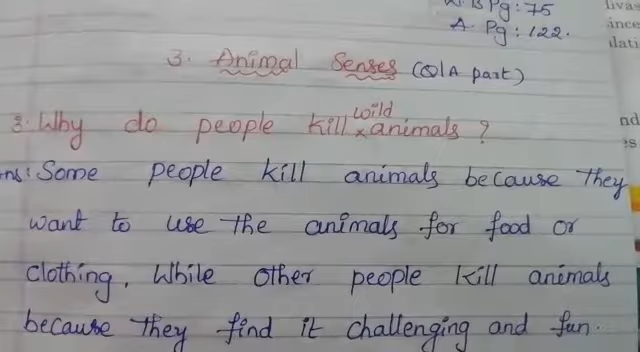 Pg: 75
A. Pg: 122.
3. Animal Senses (Q/A part)
3. Why do people kill wild animals?
ns: Some people kill animals because they
want to use the animals for food or
clothing, While other people kill animals
because they find it challenging and fun.